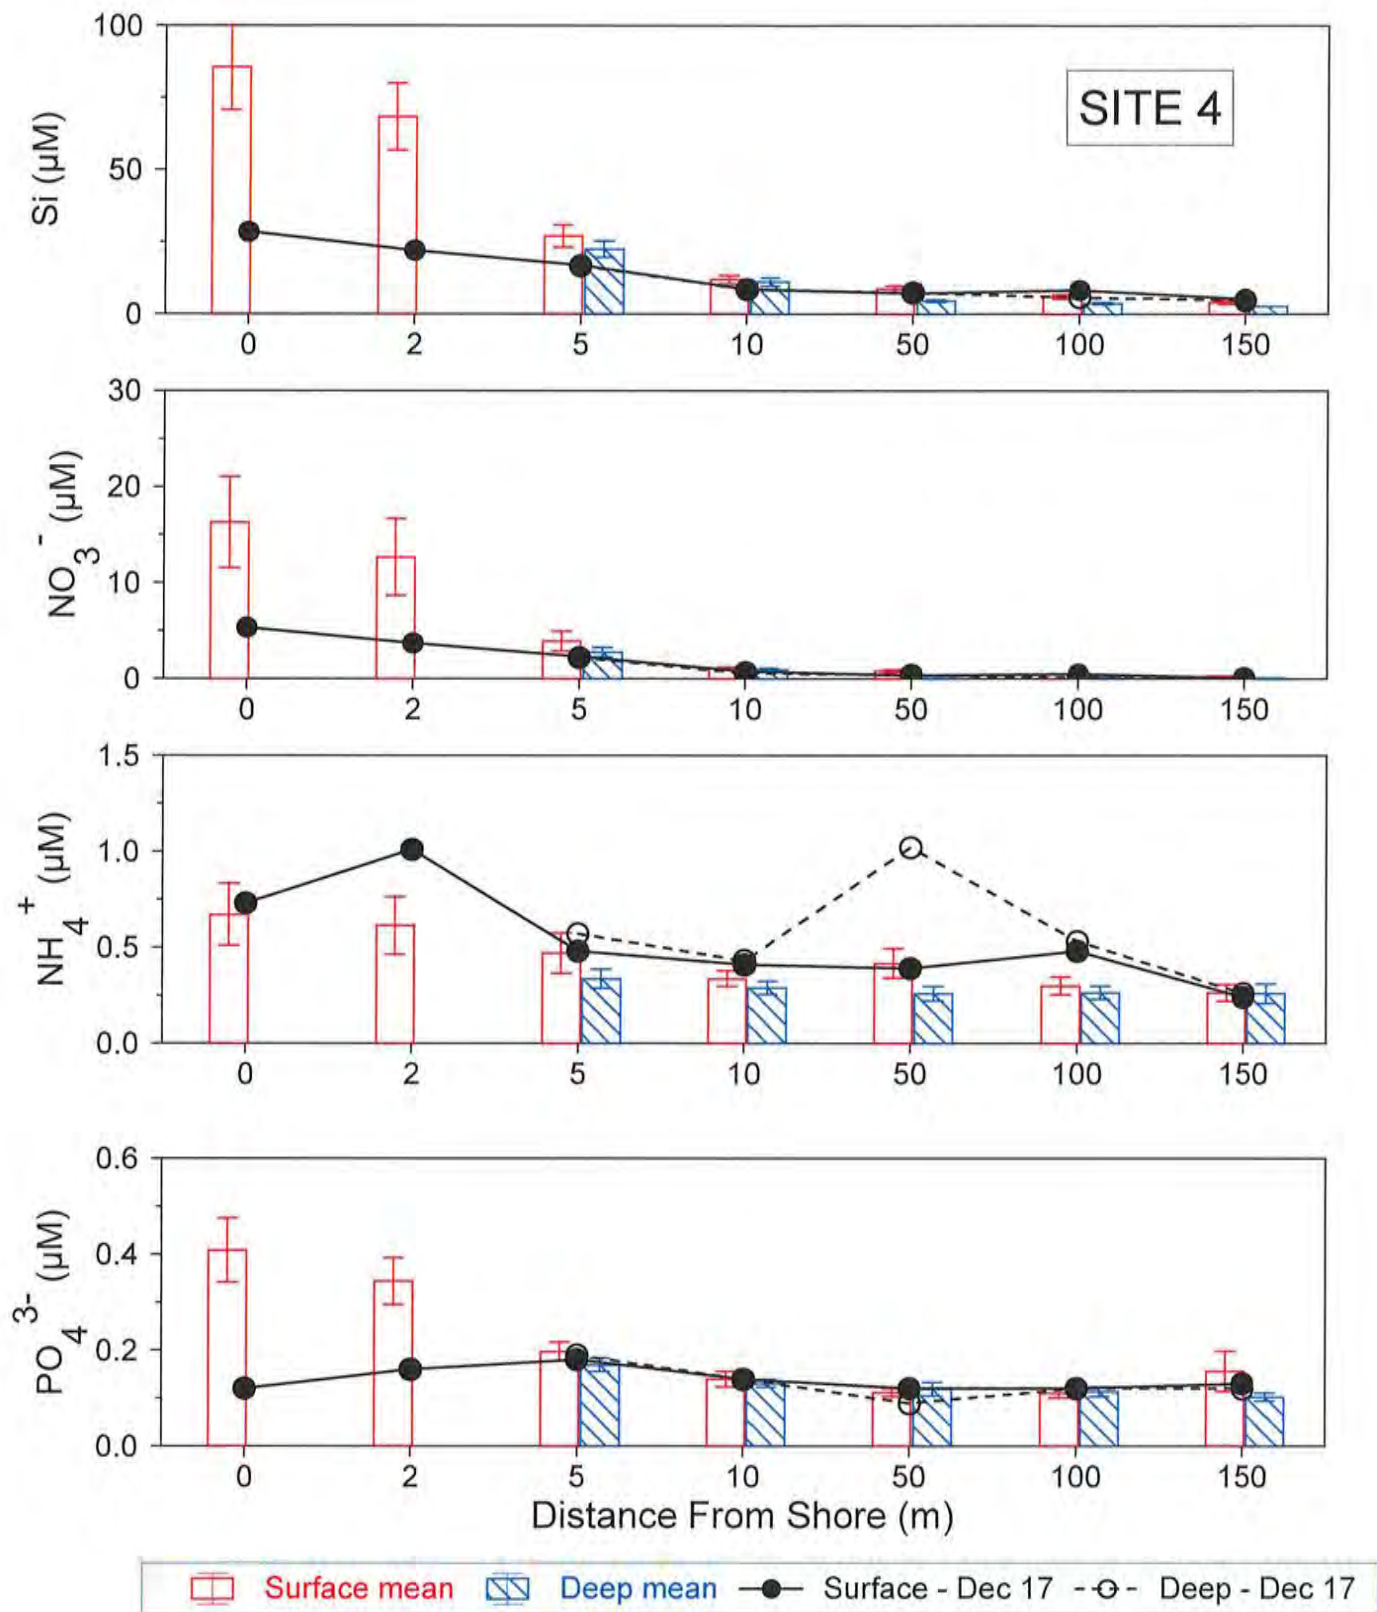 SITE 4
Si (µM)
100
50
0
0 2 5 10 50 100 150
NO3- (µM)
30
20
10
0
0 2 5 10 50 100 150
NH4+ (µM)
1.5
1.0
0.5
0.0
0 2 5 10 50 100 150
PO43- (µM)
0.6
0.4
0.2
0.0
0 2 5 10 50 100 150
Distance From Shore (m)
Surface mean Deep mean Surface - Dec 17 Deep - Dec 17